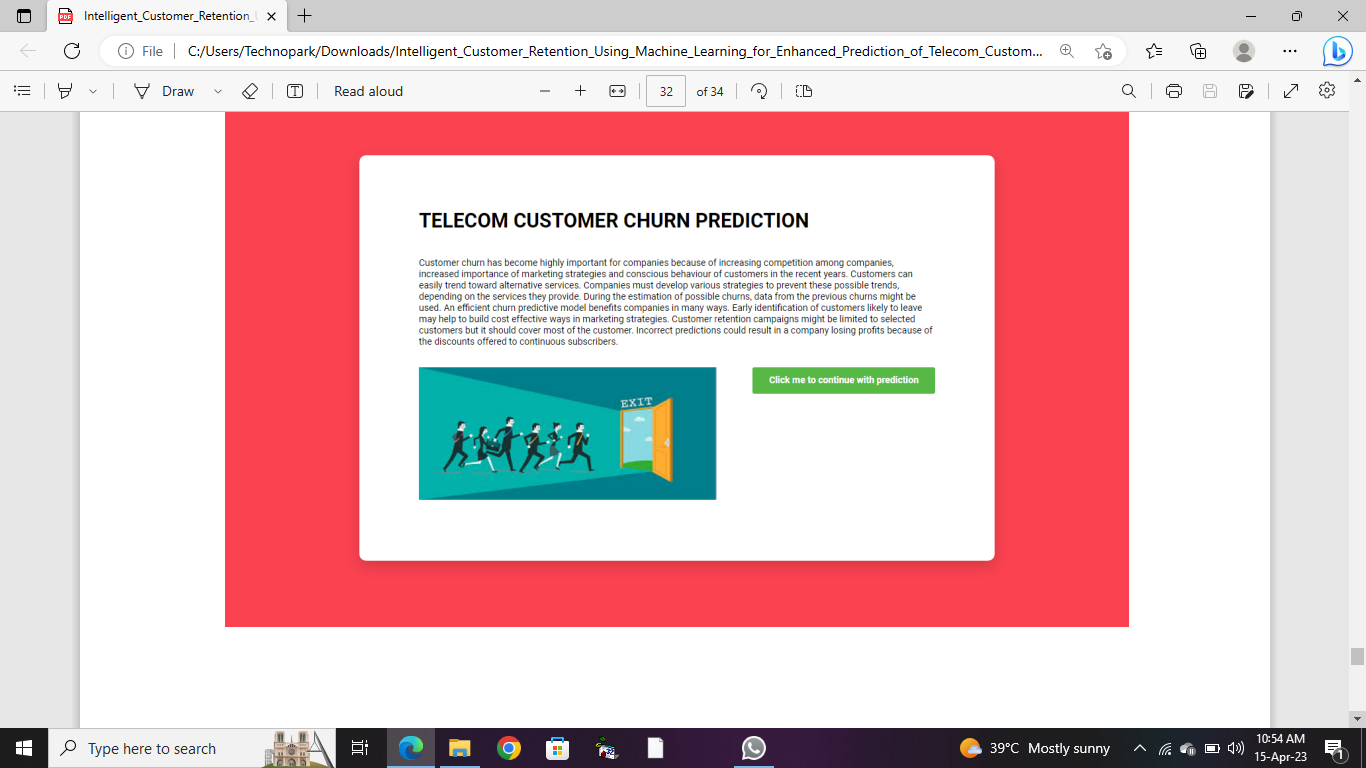 Intelligent_Customer_Retention_U
File
C:/Users/Technopark/Downloads/Intelligent_Customer_Retention_Using_Machine_Learning_for_Enhanced_Prediction_of_Telecom_Custom...
Draw
Read aloud
32
of 34
TELECOM CUSTOMER CHURN PREDICTION
Customer churn has become highly important for companies because of increasing competition among companies,
increased importance of marketing strategies and conscious behaviour of customers in the recent years. Customers can
easily trend toward alternative services. Companies must develop various strategies to prevent these possible trends,
depending on the services they provide. During the estimation of possible churns, data from the previous churns might be
used. An efficient churn predictive model benefits companies in many ways. Early identification of customers likely to leave
may help to build cost effective ways in marketing strategies. Customer retention campaigns might be limited to selected
customers but it should cover most of the customer. Incorrect predictions could result in a company losing profits because of
the discounts offered to continuous subscribers.
EXIT
Click me to continue with prediction
Type here to search
39°C Mostly sunny
10:54 AM
15-Apr-23
1